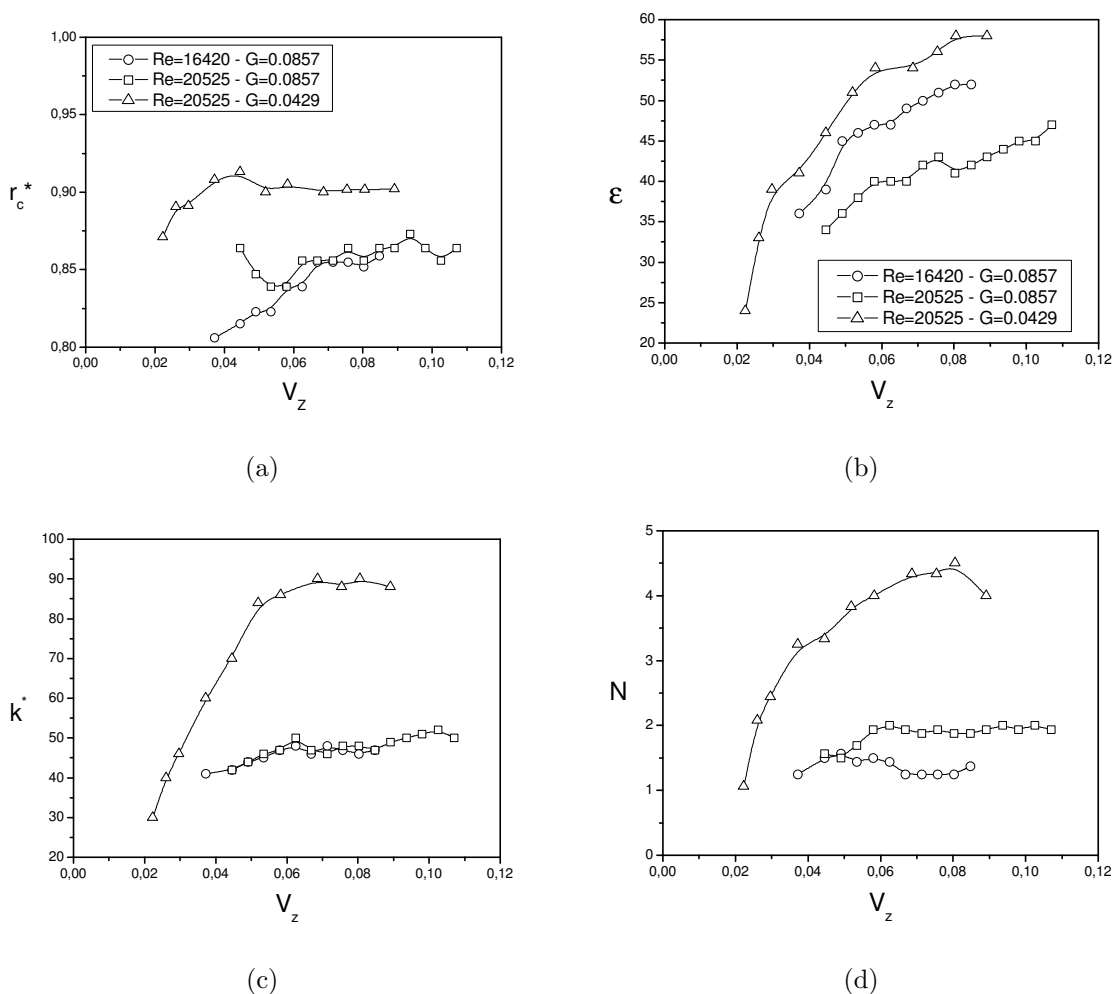 1,00
0,95
0,90
0,85
0,80
0,00 0,02 0,04 0,06 0,08 0,10 0,12
r_c*
V_z
Re=16420 - G=0.0857
Re=20525 - G=0.0857
Re=20525 - G=0.0429
(a)
60
55
50
45
40
35
30
25
20
0,00 0,02 0,04 0,06 0,08 0,10 0,12
ε
V_z
Re=16420 - G=0.0857
Re=20525 - G=0.0857
Re=20525 - G=0.0429
(b)
100
90
80
70
60
50
40
30
20
0,00 0,02 0,04 0,06 0,08 0,10 0,12
k*
V_z
(c)
5
4
3
2
1
0
0,00 0,02 0,04 0,06 0,08 0,10 0,12
N
V_z
(d)